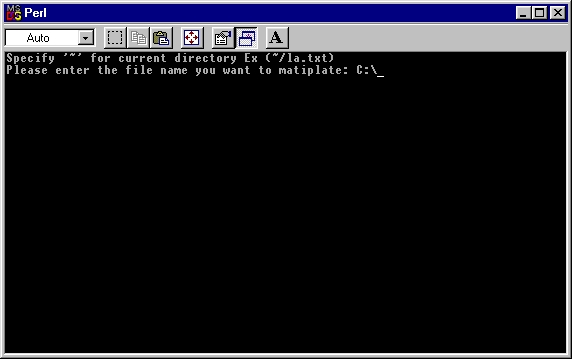 Perl
Auto
A
Specify '~' for current directory Ex (~/la.txt)
Please enter the file name you want to matiplate: C:\_